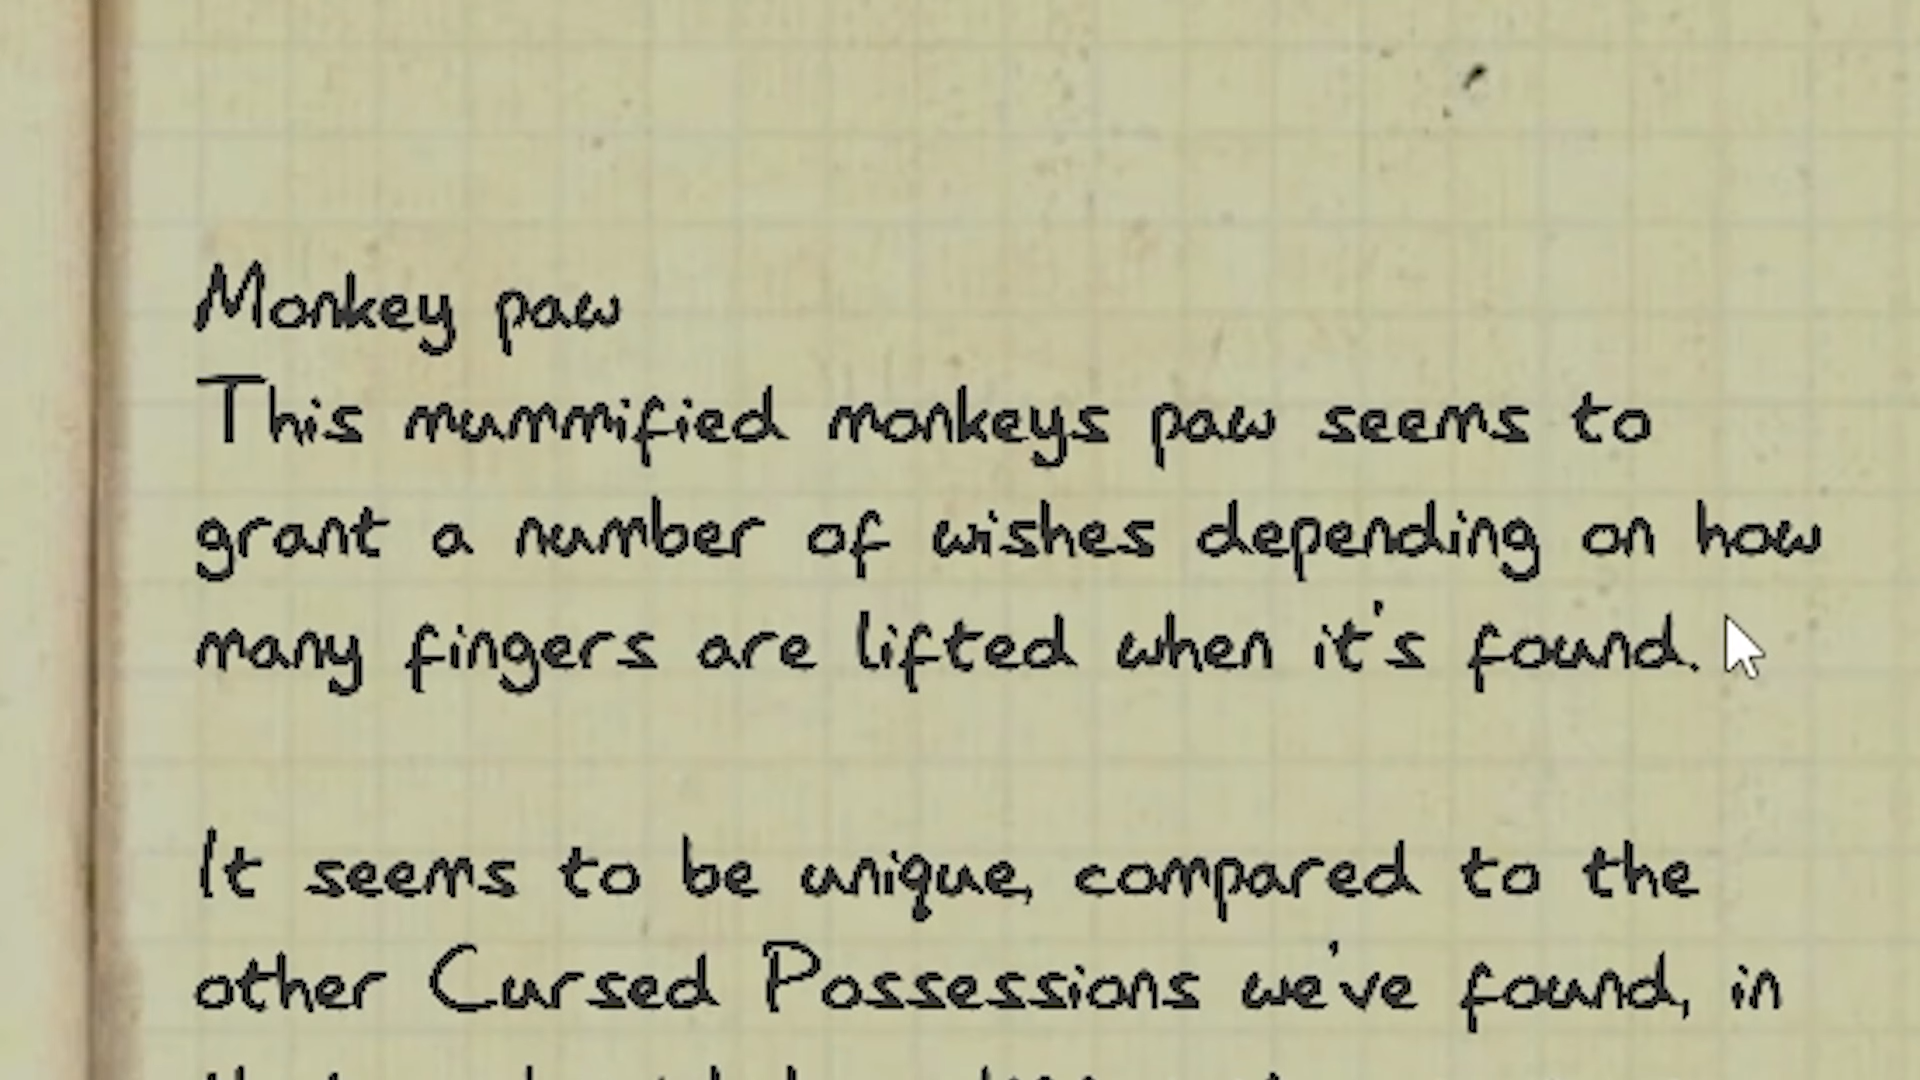 Monkey paw
This mummified monkeys paw seems to
grant a number of wishes depending on how
many fingers are lifted when it's found.
It seems to be unique, compared to the
other Cursed Possessions we've found, in